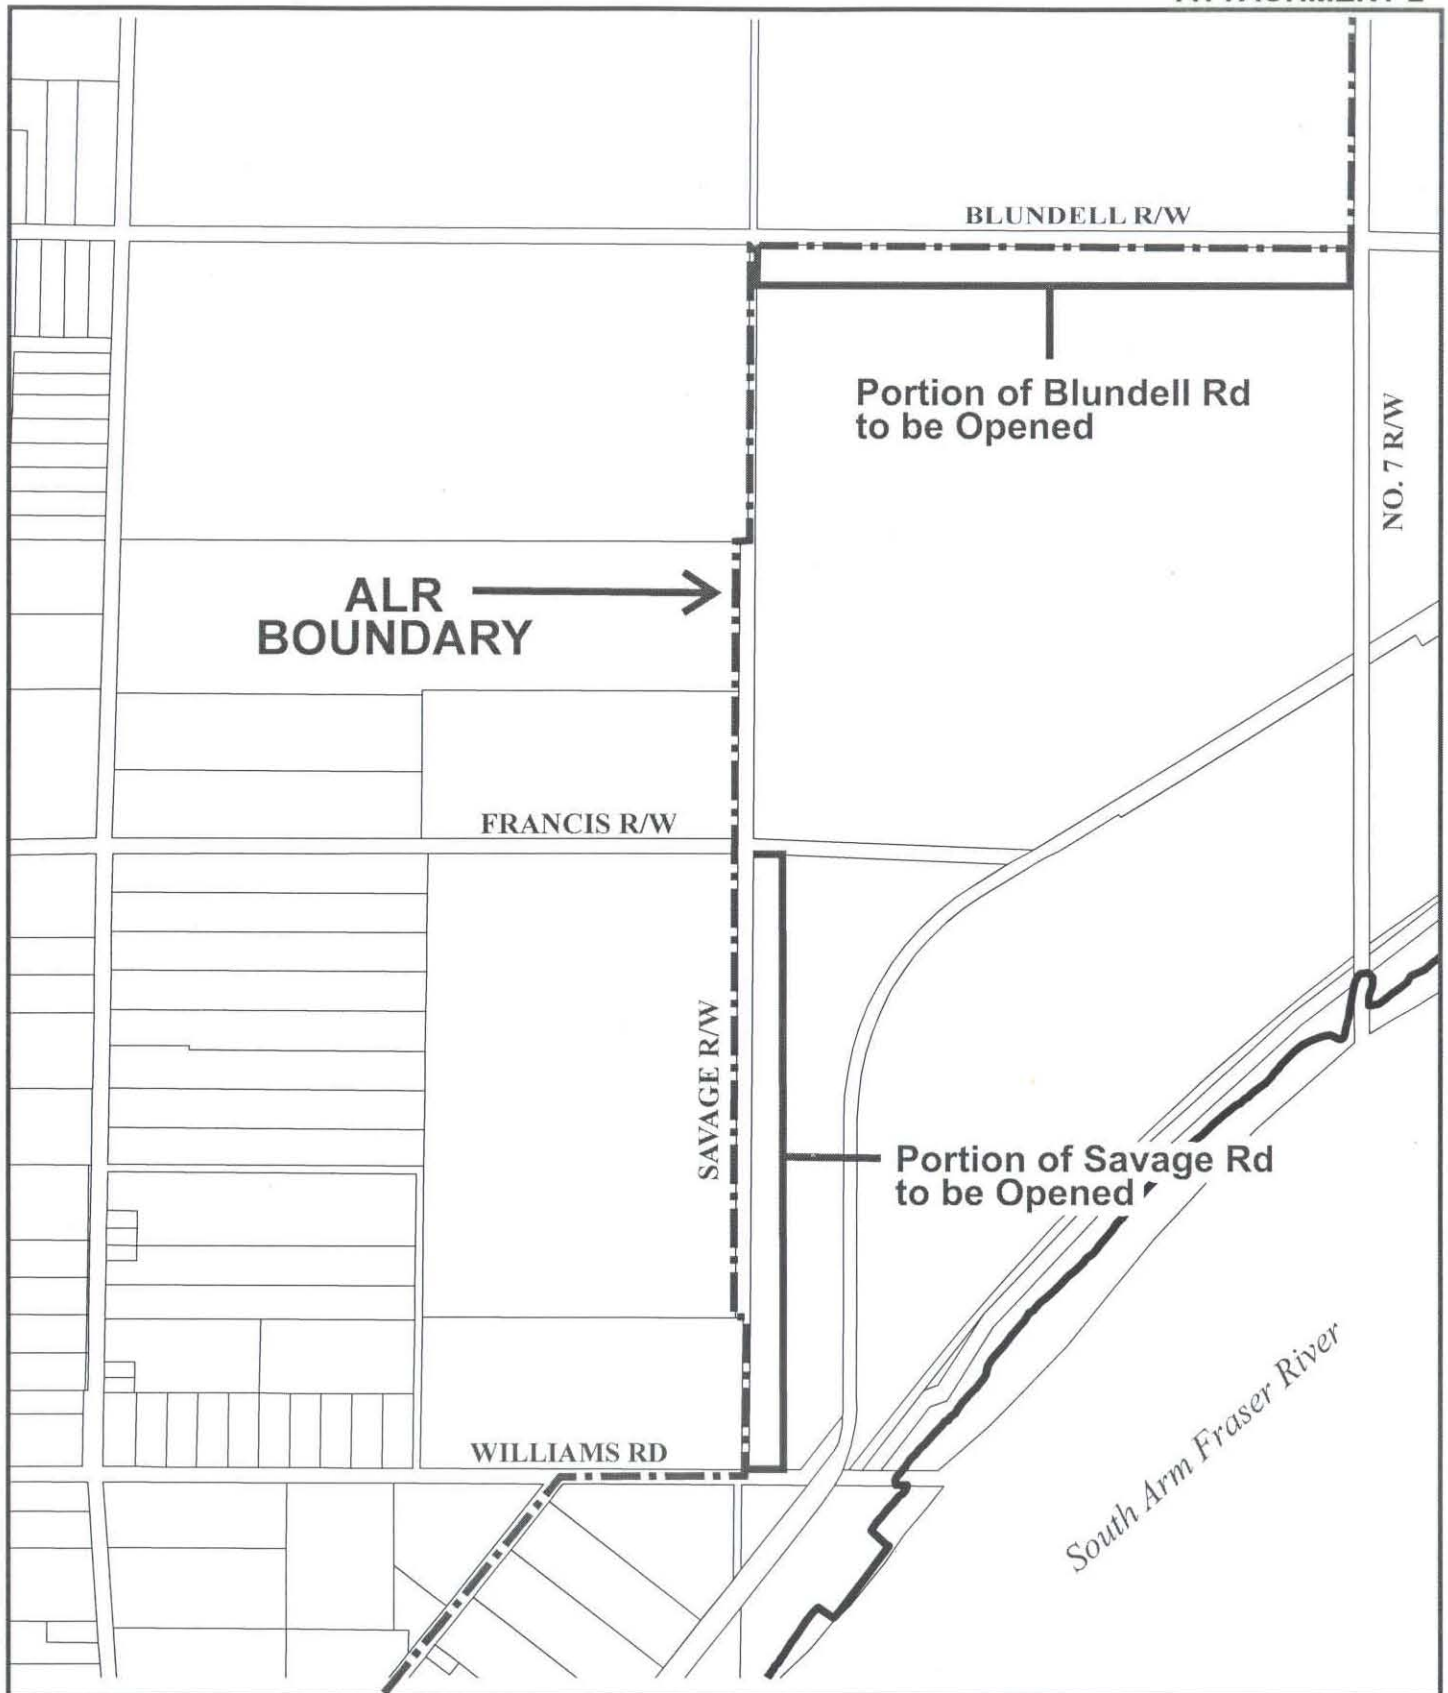 BLUNDELL R/W
Portion of Blundell Rd
to be Opened
NO. 7 R/W
ALR
BOUNDARY
FRANCIS R/W
SAVAGE R/W
Portion of Savage Rd
to be Opened
WILLIAMS RD
South Arm Fraser River